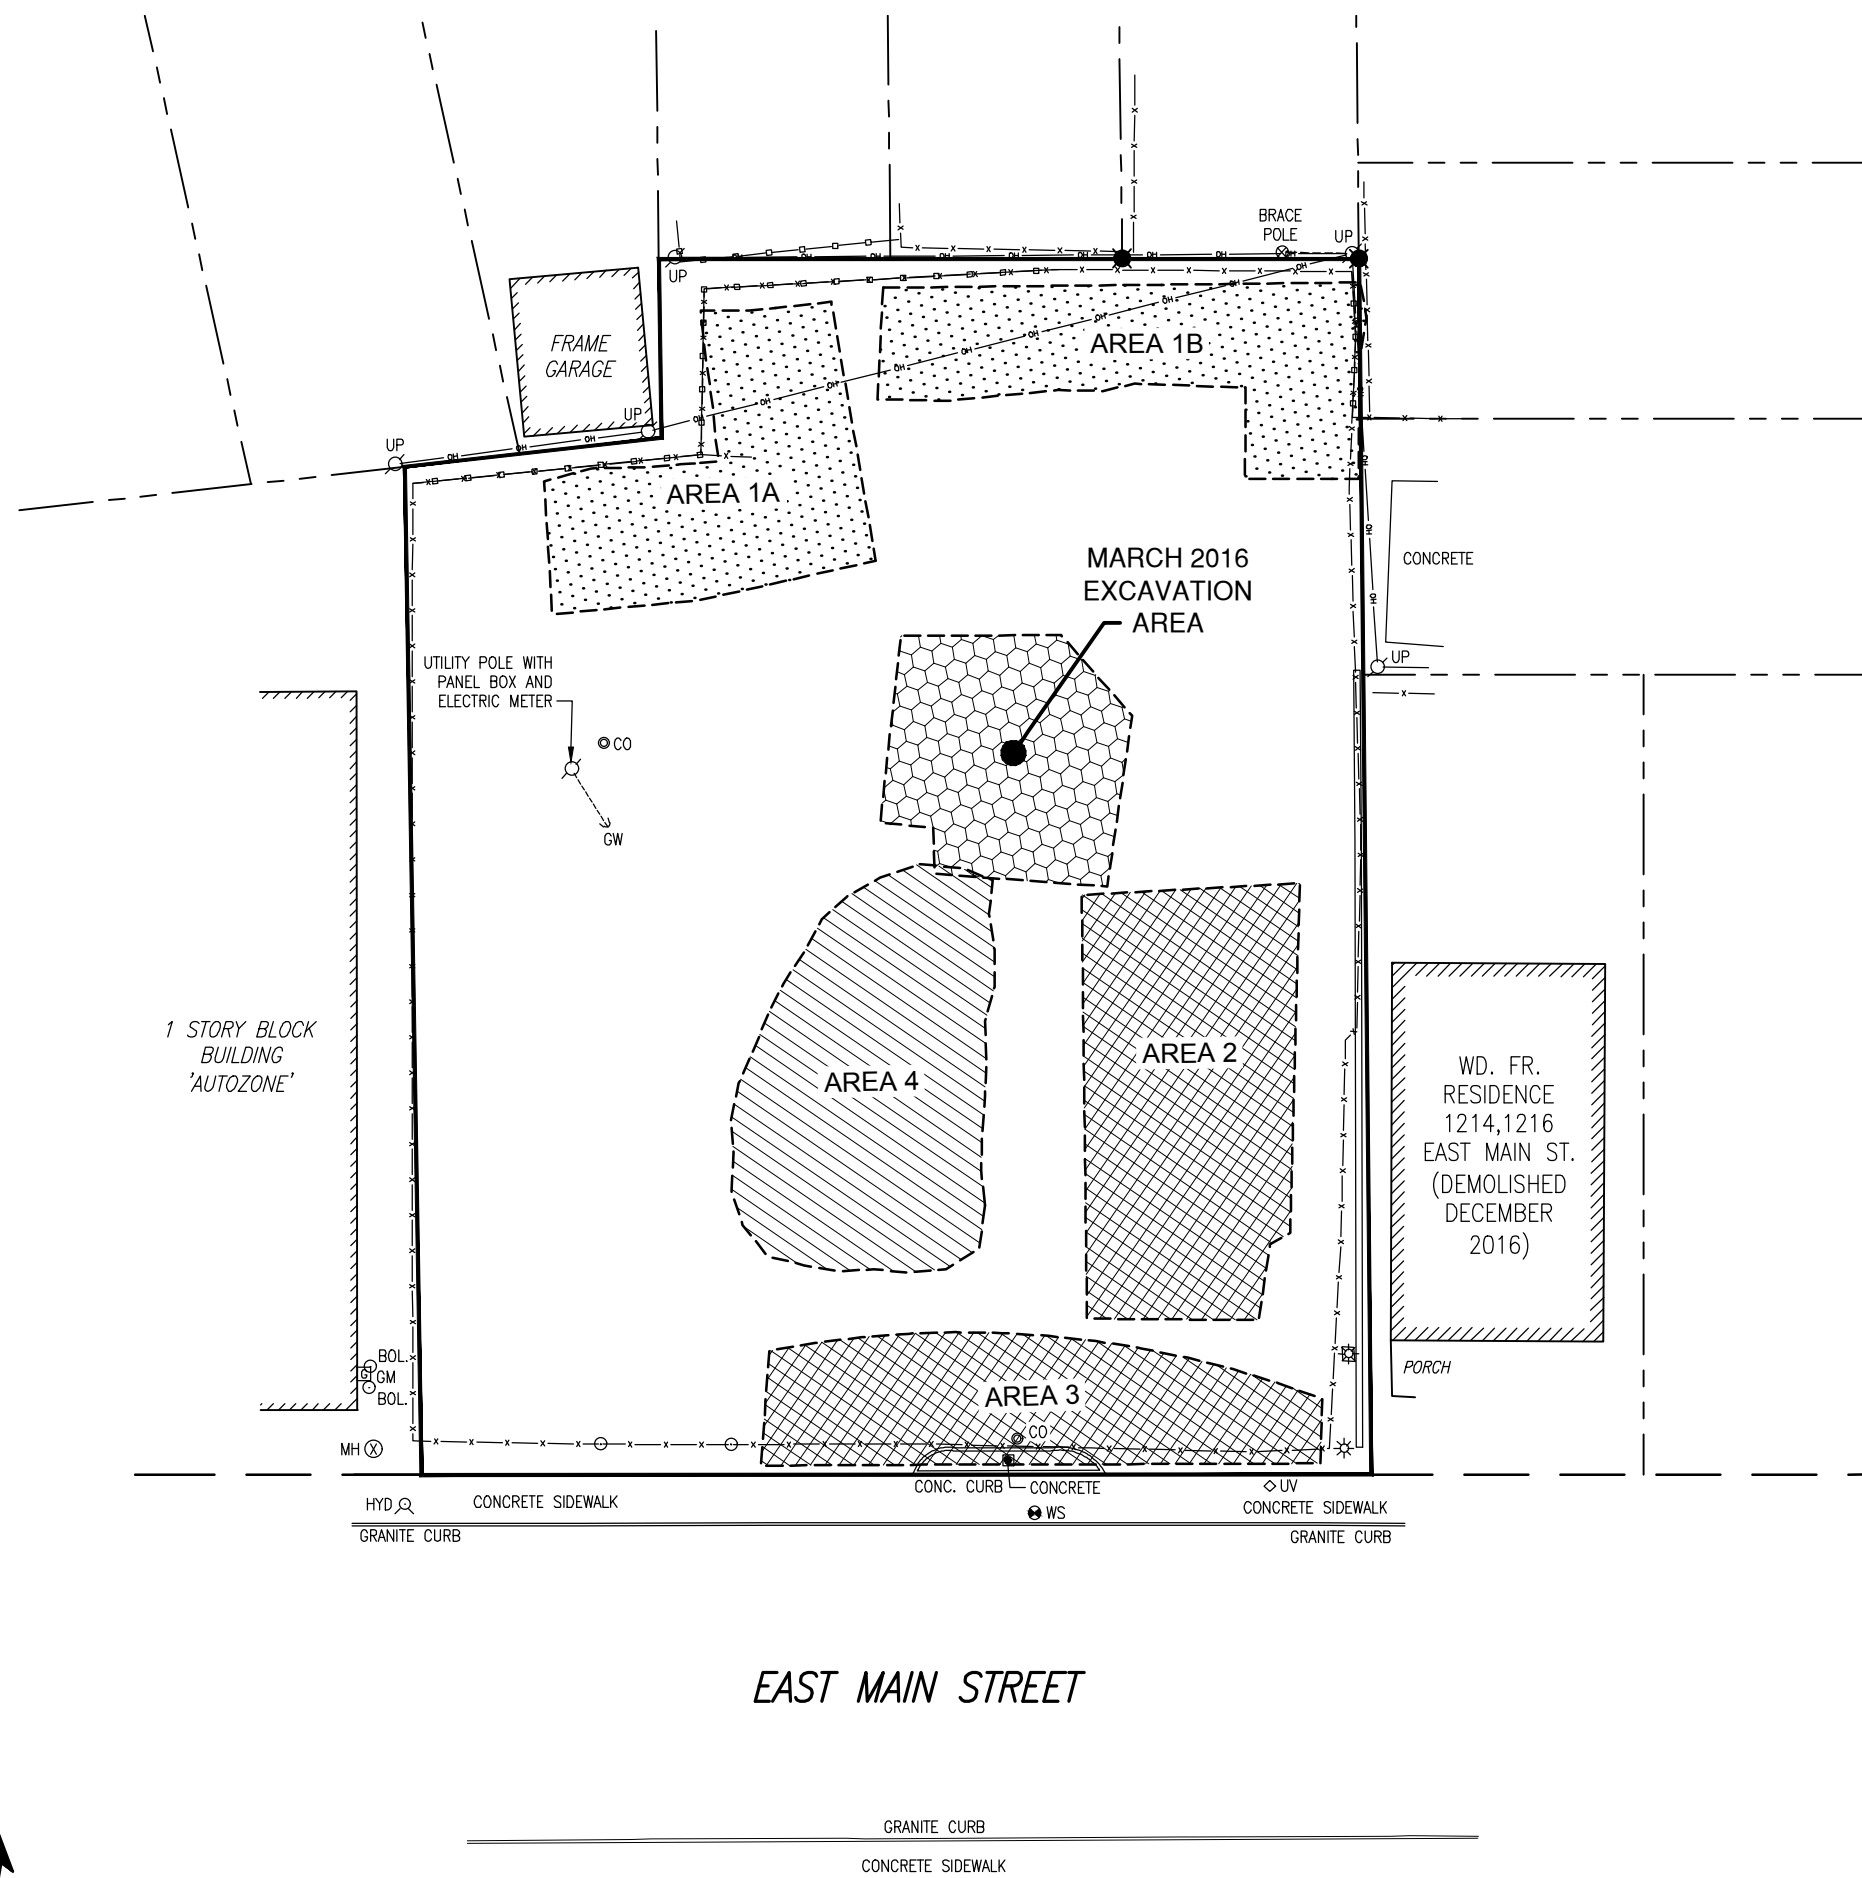 BRACE
POLE
UP
UP
FRAME
GARAGE
AREA 1B
UP
UP
AREA 1A
MARCH 2016
EXCAVATION
AREA
CONCRETE
UP
UTILITY POLE WITH
PANEL BOX AND
ELECTRIC METER
CO
GW
1 STORY BLOCK
BUILDING
'AUTOZONE'
AREA 4
AREA 2
WD. FR.
RESIDENCE
1214,1216
EAST MAIN ST.
(DEMOLISHED
DECEMBER
2016)
BOL.
G
GM
BOL.
PORCH
AREA 3
CO
MH
CONC. CURB
CONCRETE
UV
HYD
CONCRETE SIDEWALK
WS
CONCRETE SIDEWALK
GRANITE CURB
GRANITE CURB
EAST MAIN STREET
GRANITE CURB
CONCRETE SIDEWALK